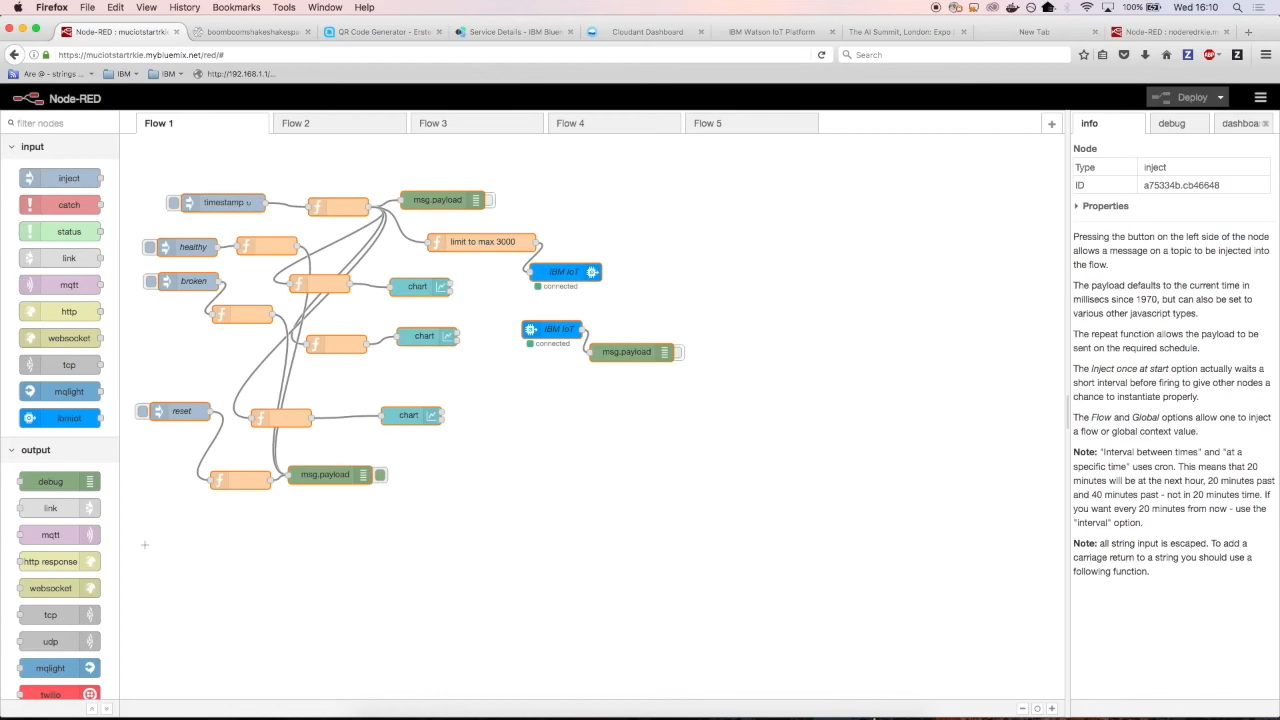 Firefox File Edit View History Bookmarks Tools Window Help 100% Wed 16:10
Node-RED : muciotstartrkie. boomboomshakeshakespa QR Code Generator – Erste Service Details - IBM Bluem Cloudant Dashboard IBM Watson IoT Platform The AI Summit, London: Expo New Tab Node-RED : noderedrkie.m
https://muciotstartrkie.mybluemix.net/red/# Search
Are @ - strings ... IBM IBM http://192.168.1.1/...
Node-RED Deploy
filter nodes Flow 1 Flow 2 Flow 3 Flow 4 Flow 5 + info debug dashboa
input
inject
catch
status
link
mqtt
http
websocket
tcp
mqlight
ibmiot
output
debug
link
mqtt
http response
websocket
tcp
udp
mqlight
twilio
timestamp ↻ f msg.payload
healthy f f limit to max 3000
broken f chart IBM IoT
connected
f
f chart IBM IoT
connected
msg.payload
reset f chart
f msg.payload
Node
Type inject
ID a75334b.cb46648
Properties
Pressing the button on the left side of the node
allows a message on a topic to be injected into
the flow.
The payload defaults to the current time in
millisecs since 1970, but can also be set to
various other javascript types.
The repeat function allows the payload to be
sent on the required schedule.
The Inject once at start option actually waits a
short interval before firing to give other nodes a
chance to instantiate properly.
The Flow and Global options allow one to inject
a flow or global context value.
Note: "Interval between times" and "at a
specific time" uses cron. This means that 20
minutes will be at the next hour, 20 minutes past
and 40 minutes past - not in 20 minutes time. If
you want every 20 minutes from now - use the
"interval" option.
Note: all string input is escaped. To add a
carriage return to a string you should use a
following function.